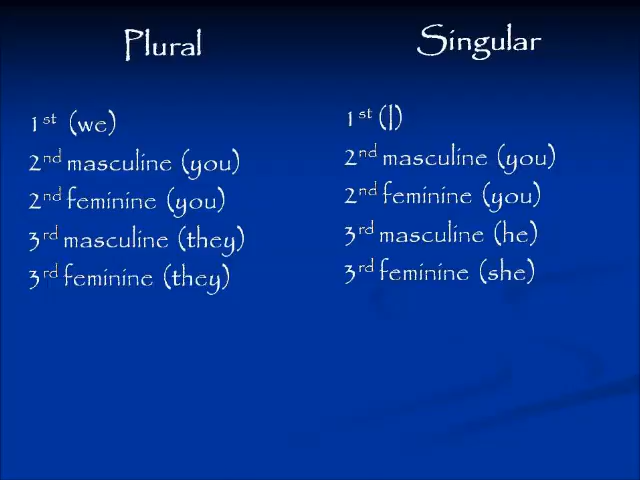 Plural
1st (we)
2nd masculine (you)
2nd feminine (you)
3rd masculine (they)
3rd feminine (they)
Singular
1st (I)
2nd masculine (you)
2nd feminine (you)
3rd masculine (he)
3rd feminine (she)